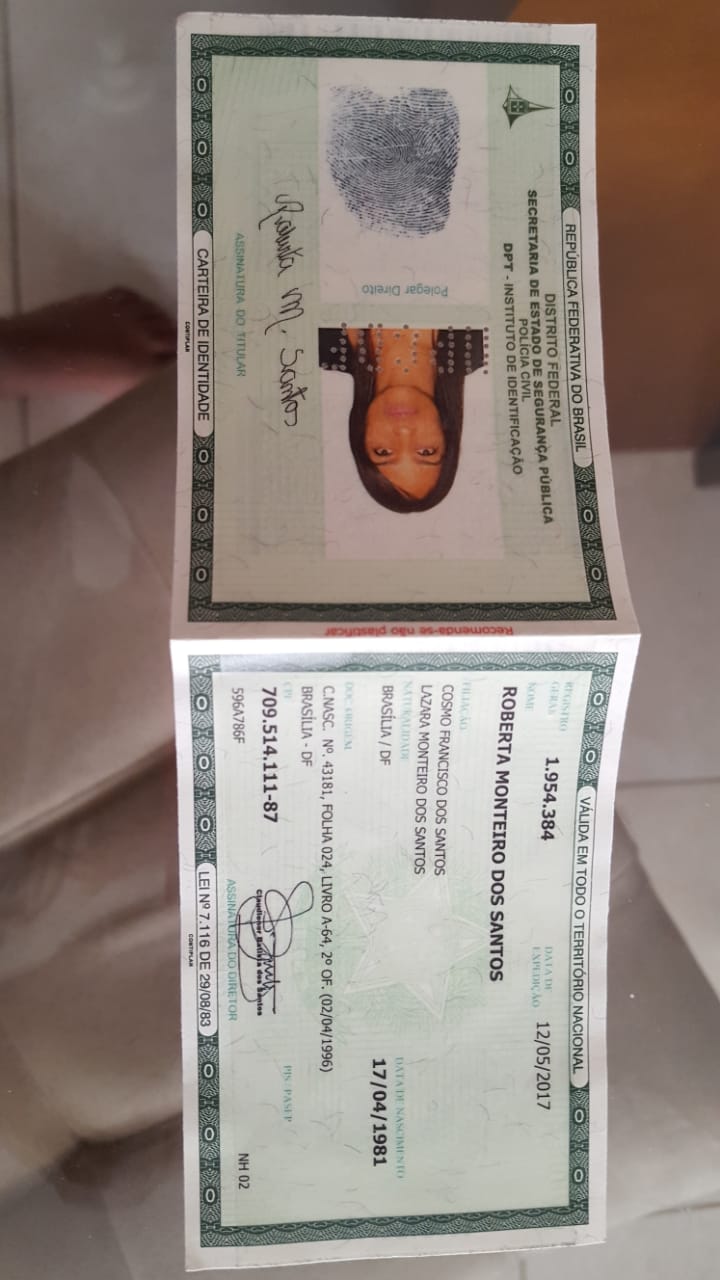 REPÚBLICA FEDERATIVA DO BRASIL
DISTRITO FEDERAL
SECRETARIA DE ESTADO DE SEGURANÇA PÚBLICA
POLÍCIA CIVIL
DPT - INSTITUTO DE IDENTIFICAÇÃO
Polegar Direito
Roberta M. Santos
ASSINATURA DO TITULAR
CARTEIRA DE IDENTIDADE
CONTIPLAN
Recomenda-se não plastificar
VÁLIDA EM TODO O TERRITÓRIO NACIONAL
REGISTRO GERAL 1.954.384 DATA DE EXPEDIÇÃO 12/05/2017
NOME
ROBERTA MONTEIRO DOS SANTOS
FILIAÇÃO
COSMO FRANCISCO DOS SANTOS
LAZARA MONTEIRO DOS SANTOS
NATURALIDADE DATA DE NASCIMENTO
BRASÍLIA / DF 17/04/1981
DOC ORIGEM
C.NASC. Nº. 43181, FOLHA 024, LIVRO A-64, 2º OF. (02/04/1996)
BRASÍLIA - DF
CPF PIS / PASEP
709.514.111-87
Claudioner Batista dos Santos
596A786F NH 02
ASSINATURA DO DIRETOR
LEI Nº 7.116 DE 29/08/83
CONTIPLAN